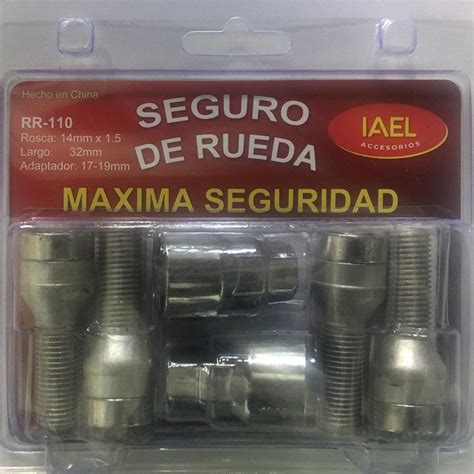 Hecho en China
RR-110
Rosca: 14mm x 1.5
Largo: 32mm
Adaptador: 17-19mm
SEGURO
DE RUEDA
IAEL
ACCESORIOS
MAXIMA SEGURIDAD